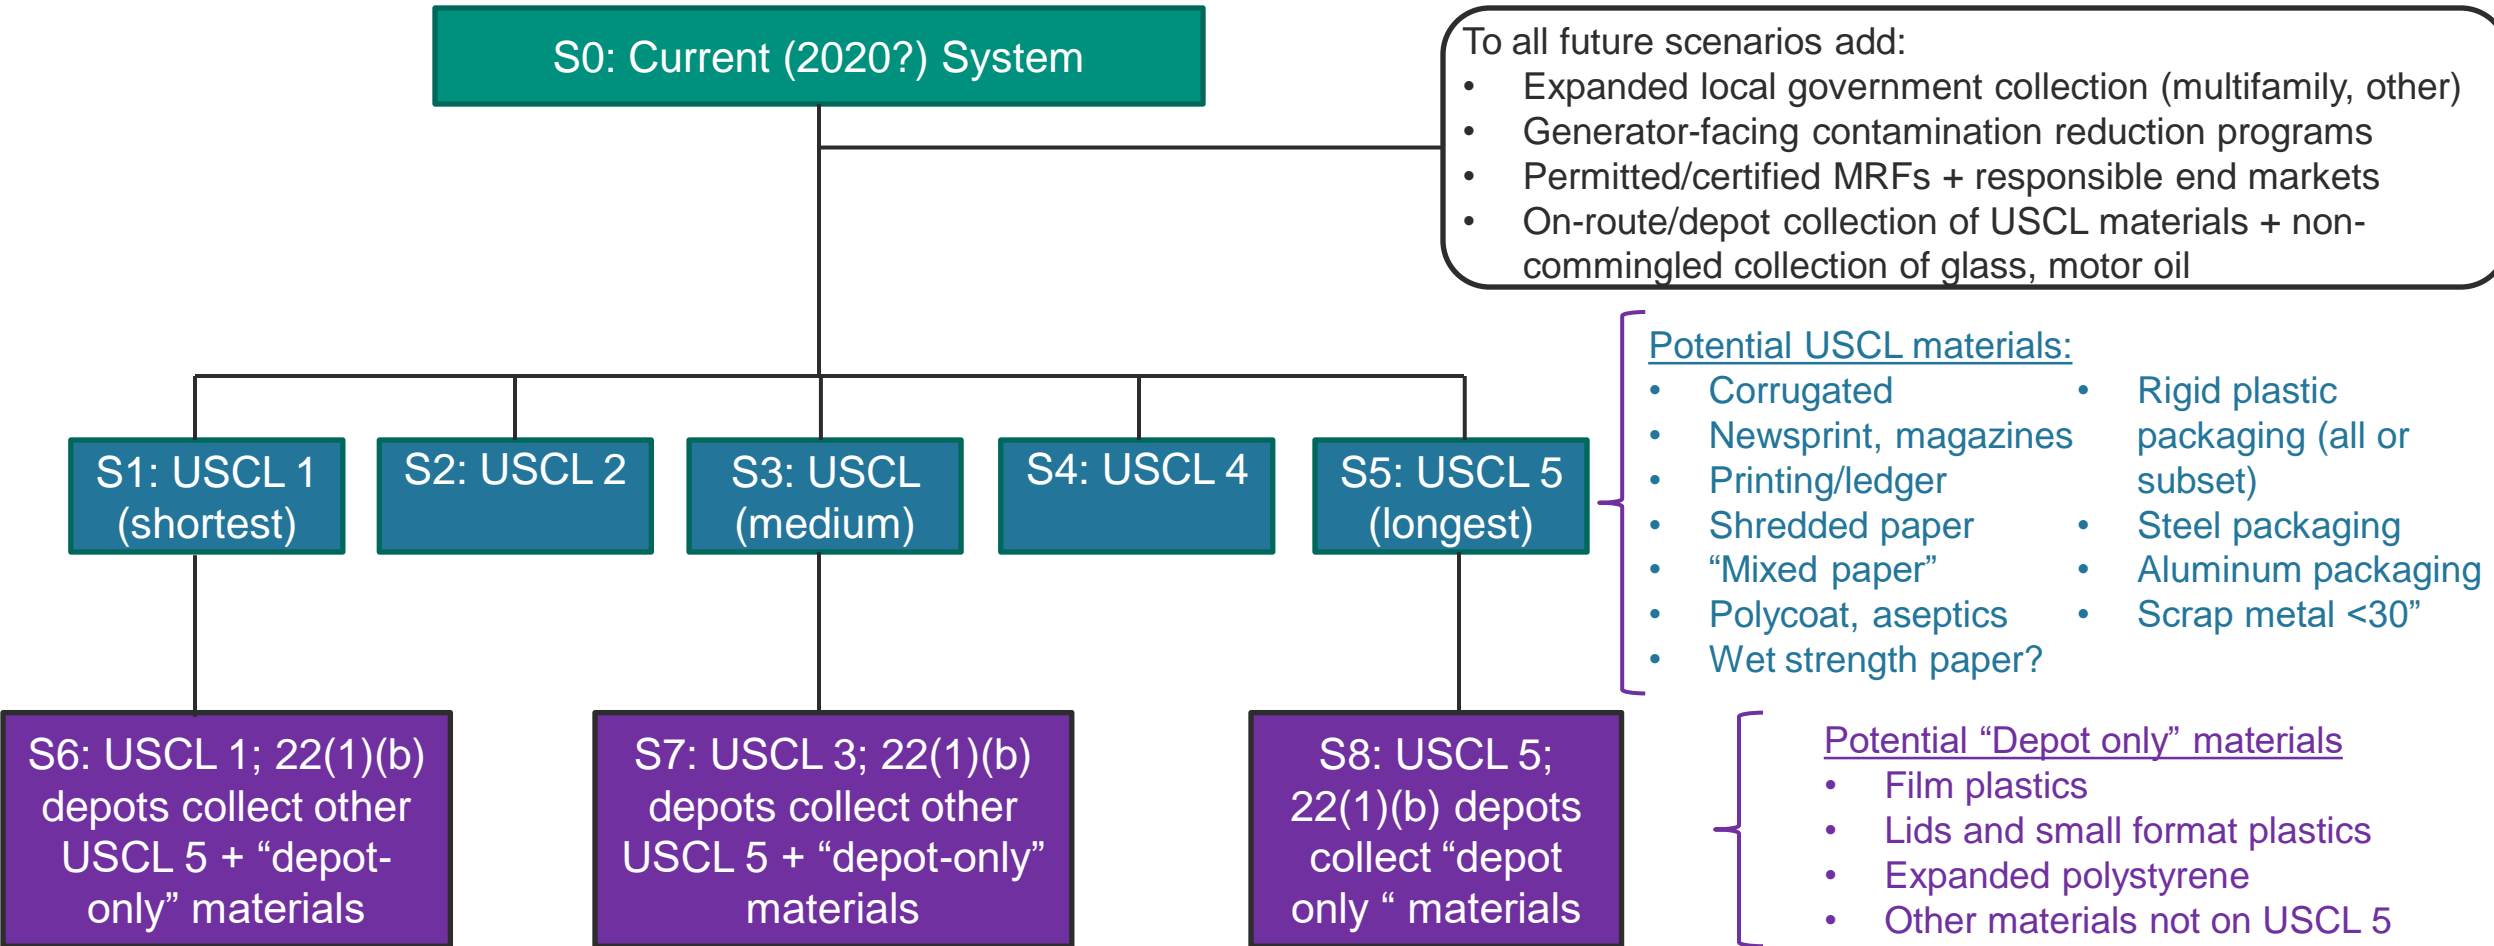 S0: Current (2020?) System
To all future scenarios add:
• Expanded local government collection (multifamily, other)
• Generator-facing contamination reduction programs
• Permitted/certified MRFs + responsible end markets
• On-route/depot collection of USCL materials + non-
commingled collection of glass, motor oil
S1: USCL 1
(shortest)
S2: USCL 2
S3: USCL
(medium)
S4: USCL 4
S5: USCL 5
(longest)
Potential USCL materials:
• Corrugated
• Newsprint, magazines
• Printing/ledger
• Shredded paper
• “Mixed paper”
• Polycoat, aseptics
• Wet strength paper?
• Rigid plastic
packaging (all or
subset)
• Steel packaging
• Aluminum packaging
• Scrap metal <30”
S6: USCL 1; 22(1)(b)
depots collect other
USCL 5 + “depot-
only” materials
S7: USCL 3; 22(1)(b)
depots collect other
USCL 5 + “depot-only”
materials
S8: USCL 5;
22(1)(b) depots
collect “depot
only “ materials
Potential “Depot only” materials
• Film plastics
• Lids and small format plastics
• Expanded polystyrene
• Other materials not on USCL 5